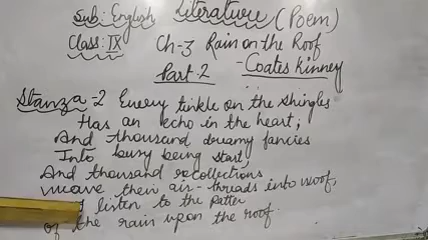 Sub: English Literature (Poem)
Class: IX Ch-3 Rain on the Roof
Part-2 -Coates Kinney
Stanza-2 Every tinkle on the shingles
Has an echo in the heart;
And thousand dreamy fancies
Into busy being start,
And thousand recollections
weave their air-threads into woof,
listen to the Patter
of the rain upon the roof.